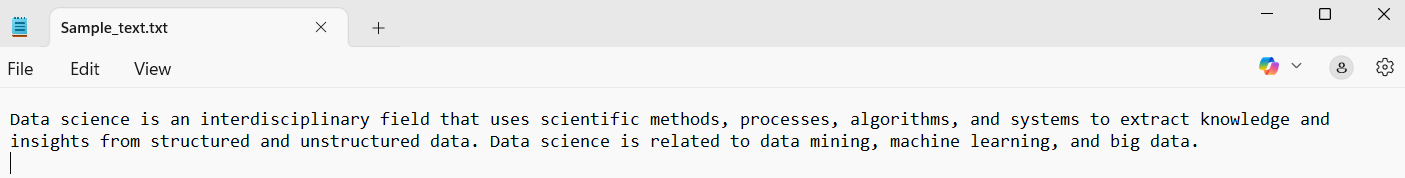 Sample_text.txt
File Edit View
Data science is an interdisciplinary field that uses scientific methods, processes, algorithms, and systems to extract knowledge and
insights from structured and unstructured data. Data science is related to data mining, machine learning, and big data.